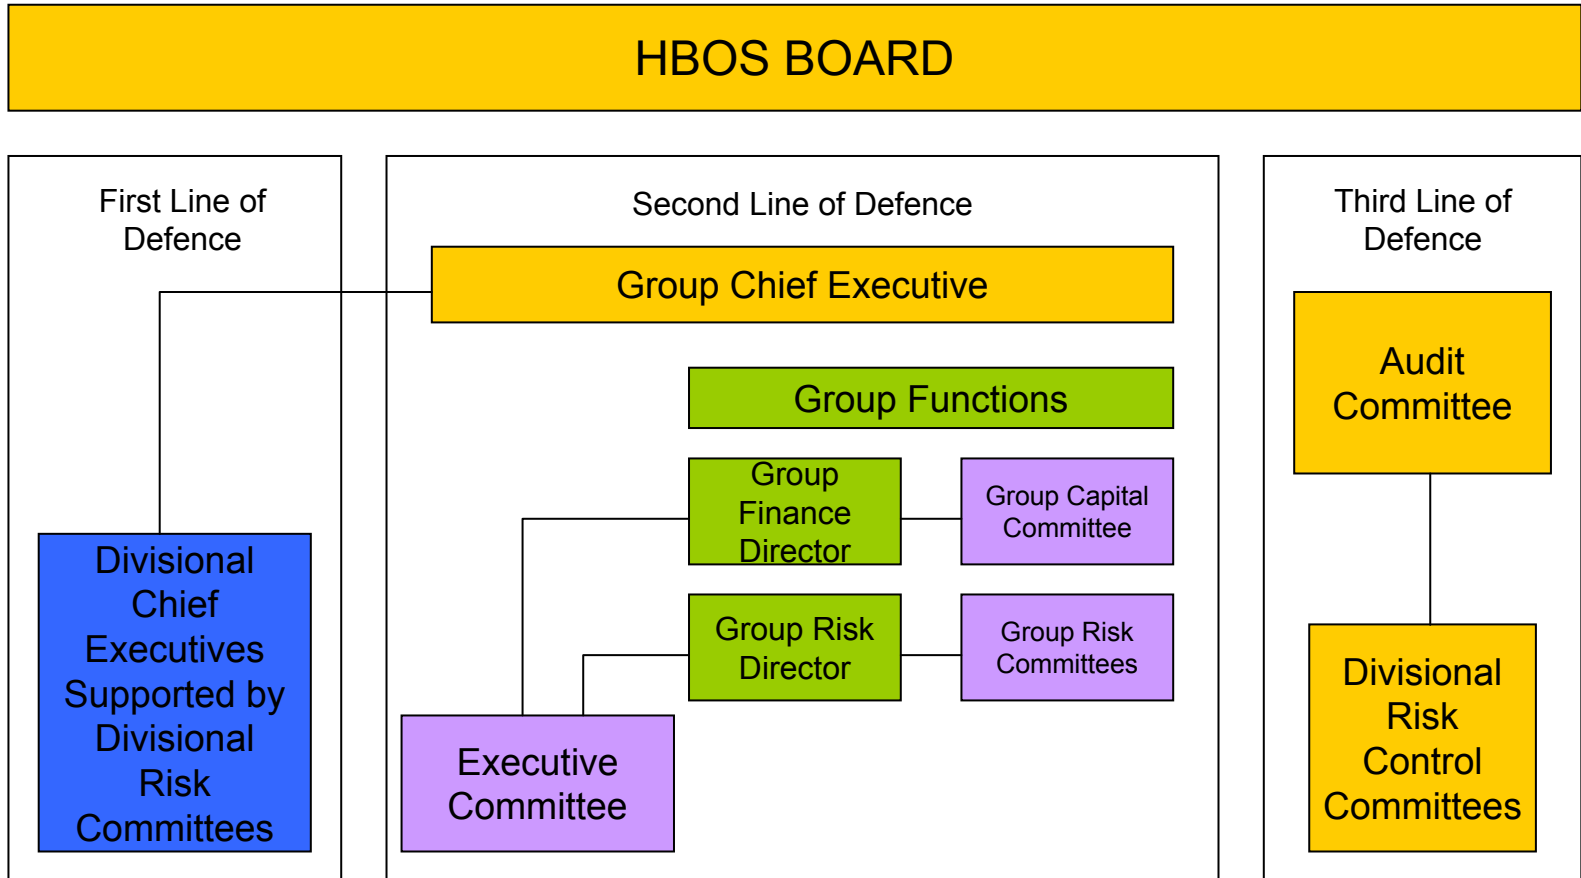 HBOS BOARD
First Line of
Defence
Divisional
Chief
Executives
Supported by
Divisional
Risk
Committees
Second Line of Defence
Group Chief Executive
Group Functions
Group
Finance
Director
Group Capital
Committee
Group Risk
Director
Group Risk
Committees
Executive
Committee
Third Line of
Defence
Audit
Committee
Divisional
Risk
Control
Committees